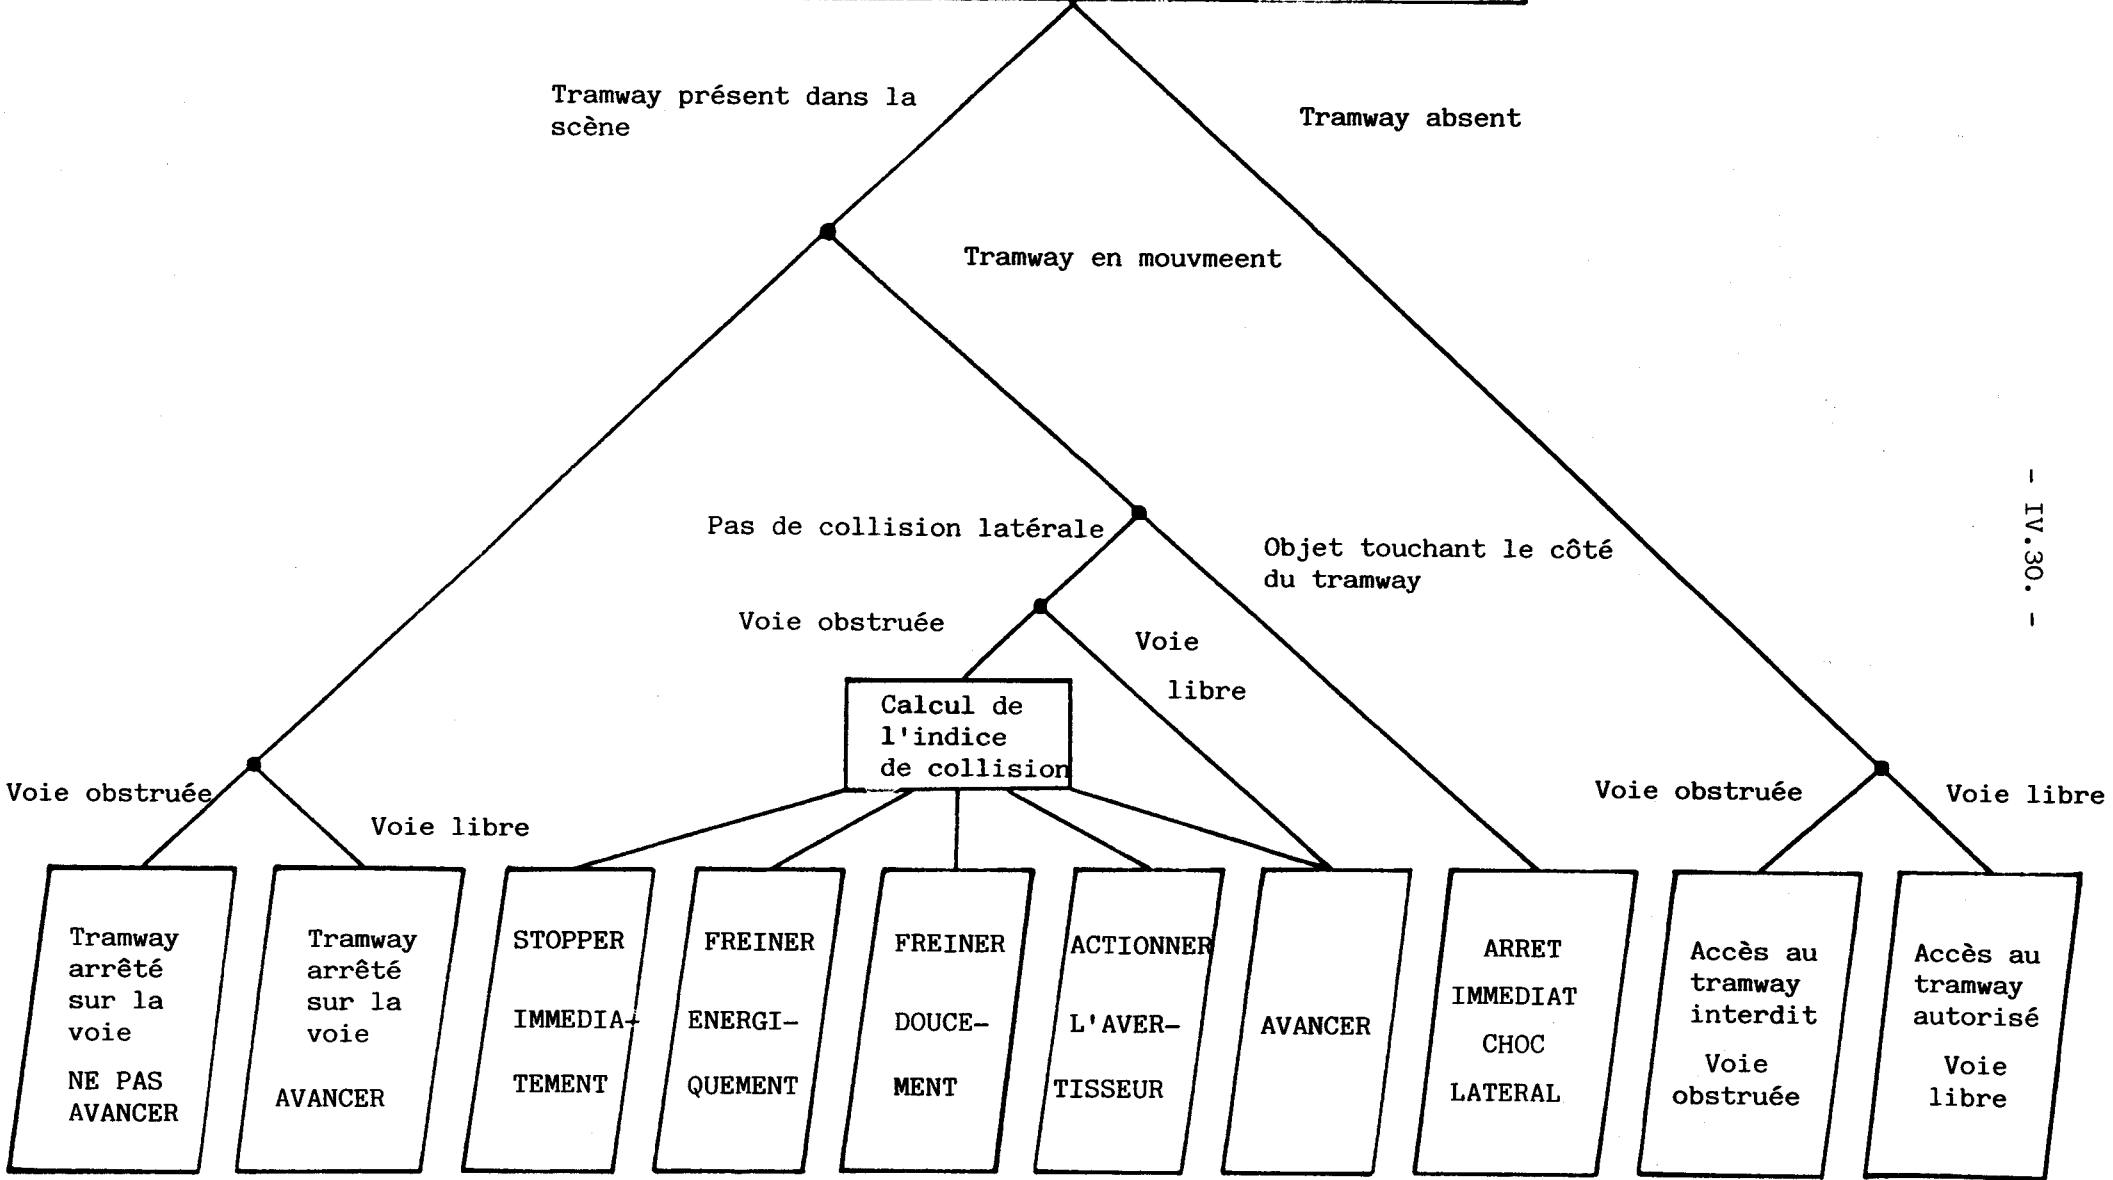 Tramway présent dans la
scène
Tramway absent
Tramway en mouvmeent
Pas de collision latérale
Objet touchant le côté
du tramway
Voie obstruée
Voie
libre
Calcul de
l'indice
de collision
Voie obstruée
Voie libre
Voie obstruée
Voie libre
Tramway
arrêté
sur la
voie
NE PAS
AVANCER
Tramway
arrêté
sur la
voie
AVANCER
STOPPER
IMMEDIA-
TEMENT
FREINER
ENERGI-
QUEMENT
FREINER
DOUCE-
MENT
ACTIONNER
L'AVER-
TISSEUR
AVANCER
ARRET
IMMEDIAT
CHOC
LATERAL
Accès au
tramway
interdit
Voie
obstruée
Accès au
tramway
autorisé
Voie
libre
- IV.30. -